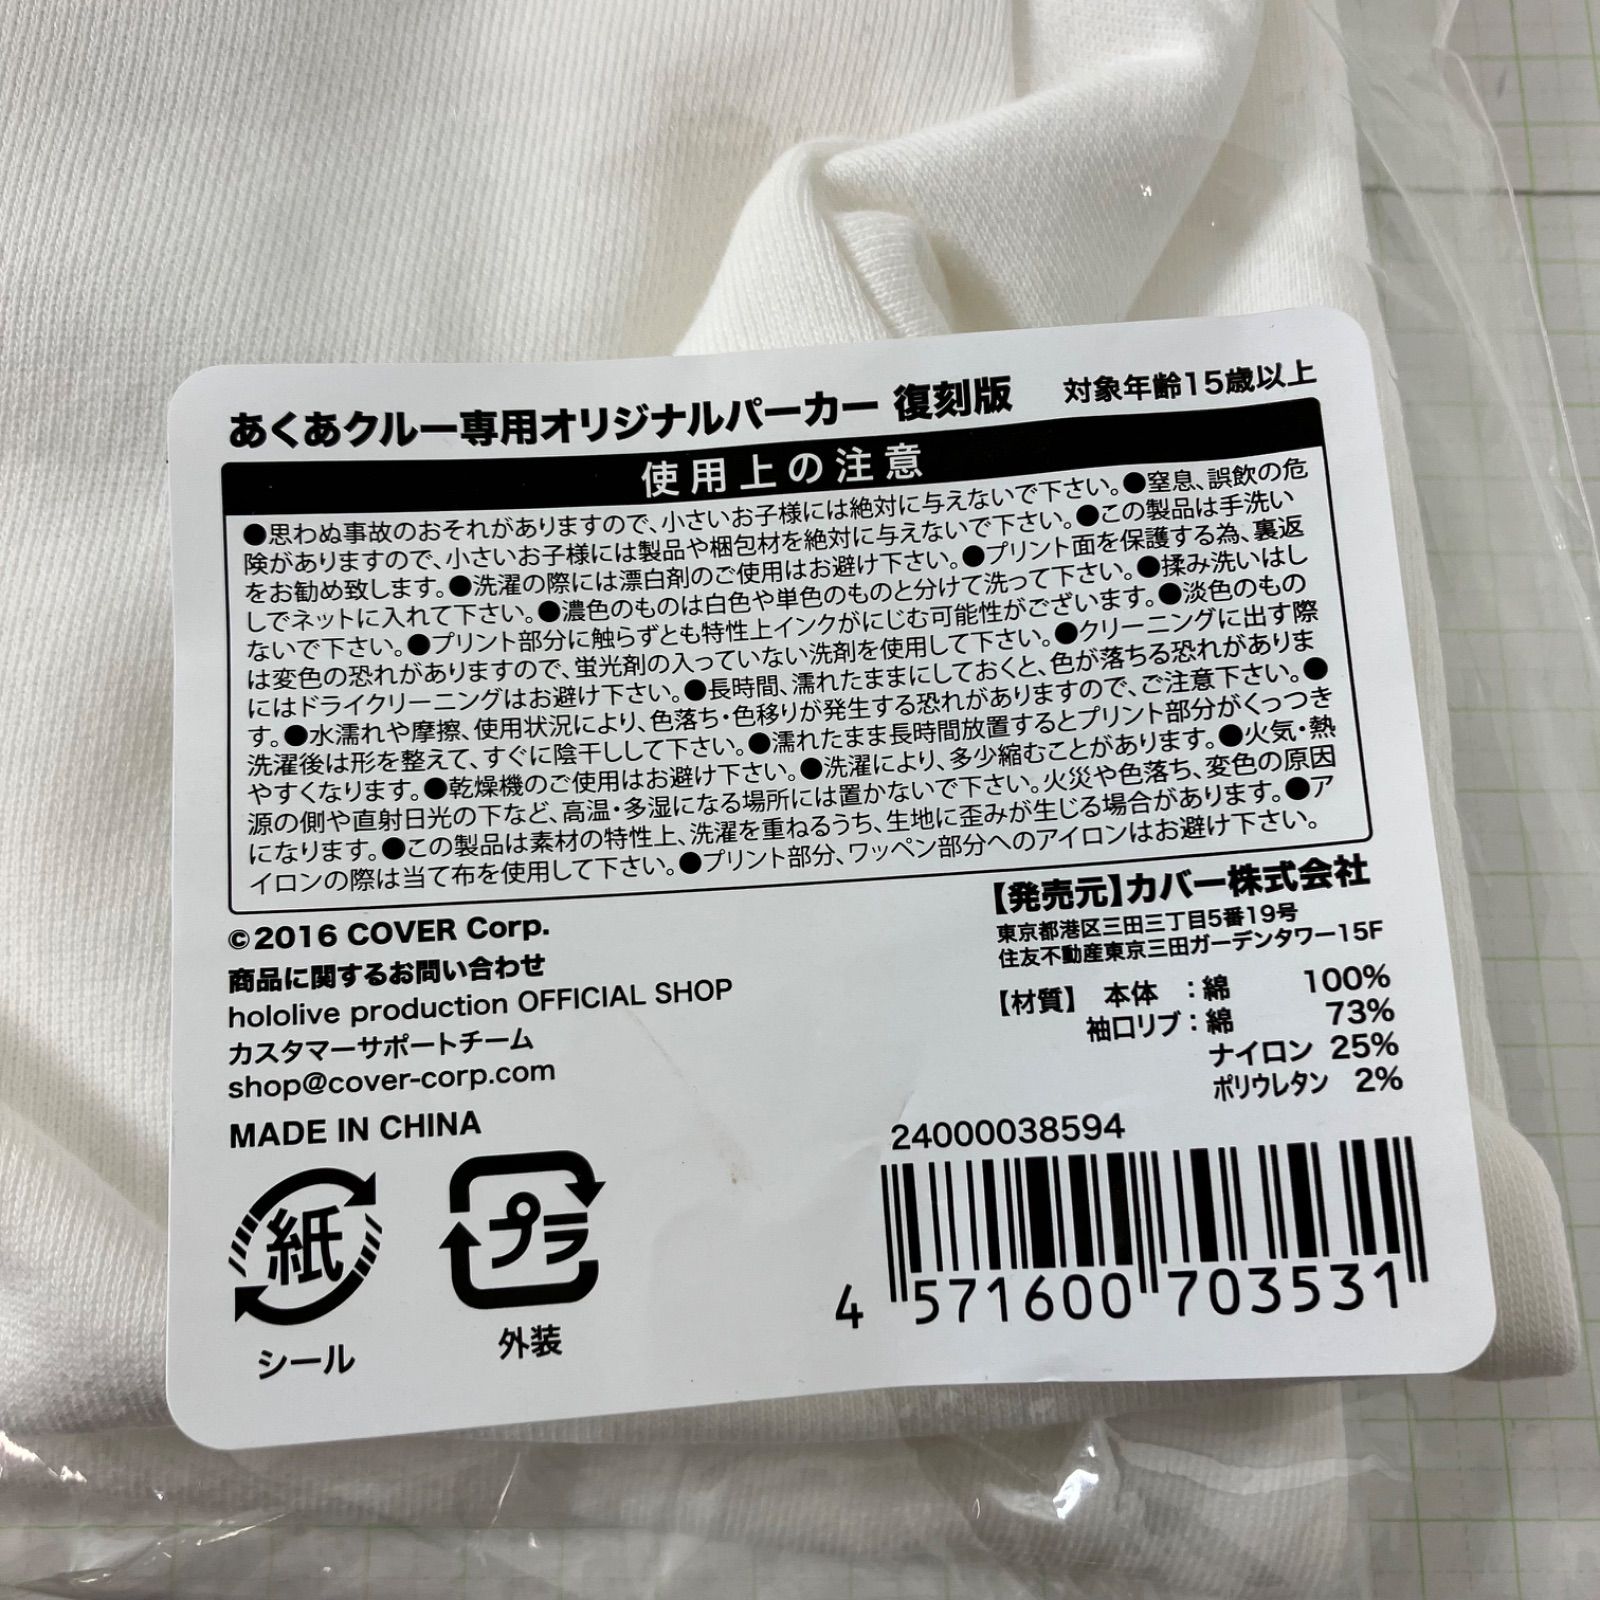 あくあクルー専用オリジナルパーカー 復刻版 対象年齢15歳以上
使用上の注意
●思わぬ事故のおそれがありますので、小さいお子様には絶対に与えないで下さい。●窒息、誤飲の危
険がありますので、小さいお子様には製品や梱包材を絶対に与えないで下さい。●この製品は手洗い
をお勧め致します。●洗濯の際には漂白剤のご使用はお避け下さい。●プリント面を保護する為、裏返
しでネットに入れて下さい。●濃色のものは白色や単色のものと分けて洗って下さい。●揉み洗いはし
ないで下さい。●プリント部分に触らずとも特性上インクがにじむ可能性がございます。●淡色のもの
は変色の恐れがありますので、蛍光剤の入っていない洗剤を使用して下さい。●クリーニングに出す際
にはドライクリーニングはお避け下さい。●長時間、濡れたままにしておくと、色が落ちる恐れがありま
す。●水濡れや摩擦、使用状況により、色落ち・色移りが発生する恐れがありますので、ご注意下さい。●
洗濯後は形を整えて、すぐに陰干しして下さい。●濡れたまま長時間放置するとプリント部分がくっつき
やすくなります。●乾燥機のご使用はお避け下さい。●洗濯により、多少縮むことがあります。●火気・熱
源の側や直射日光の下など、高温・多湿になる場所には置かないで下さい。火災や色落ち、変色の原因
になります。●この製品は素材の特性上、洗濯を重ねるうち、生地に歪みが生じる場合があります。●ア
イロンの際は当て布を使用して下さい。●プリント部分、ワッペン部分へのアイロンはお避け下さい。
©2016 COVER Corp.
商品に関するお問い合わせ
hololive production OFFICIAL SHOP
カスタマーサポートチーム
shop@cover-corp.com
MADE IN CHINA
【発売元】カバー株式会社
東京都港区三田三丁目5番19号
住友不動産東京三田ガーデンタワー15F
【材質】 本体 ：綿 100%
袖口リブ：綿 73%
ナイロン 25%
ポリウレタン 2%
紙
シール
プラ
外装
24000038594
4 571600 703531